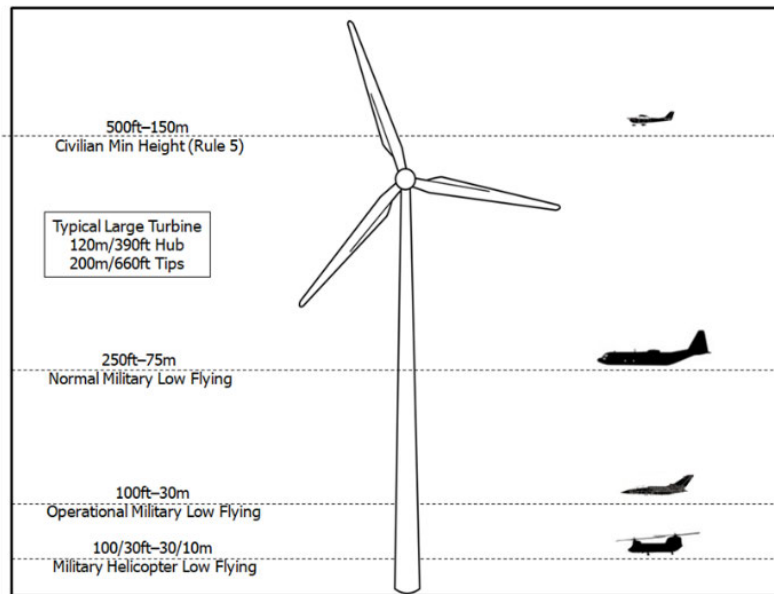 500ft–150m
Civilian Min Height (Rule 5)
Typical Large Turbine
120m/390ft Hub
200m/660ft Tips
250ft–75m
Normal Military Low Flying
100ft–30m
Operational Military Low Flying
100/30ft–30/10m
Military Helicopter Low Flying